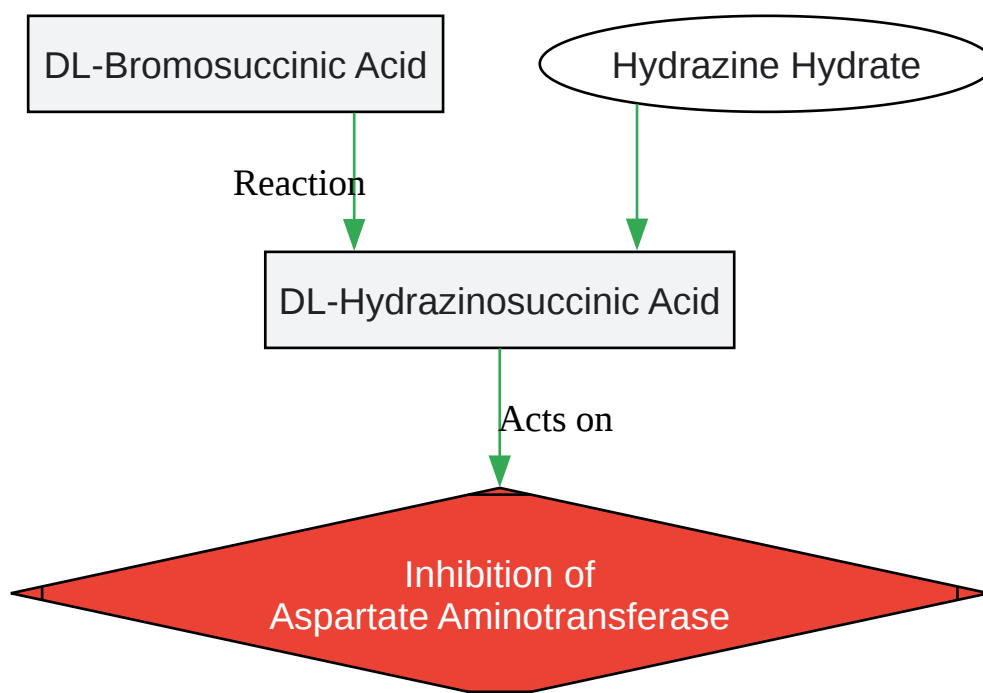 DL-Bromosuccinic Acid
Hydrazine Hydrate
Reaction
DL-Hydrazinosuccinic Acid
Acts on
Inhibition of
Aspartate Aminotransferase